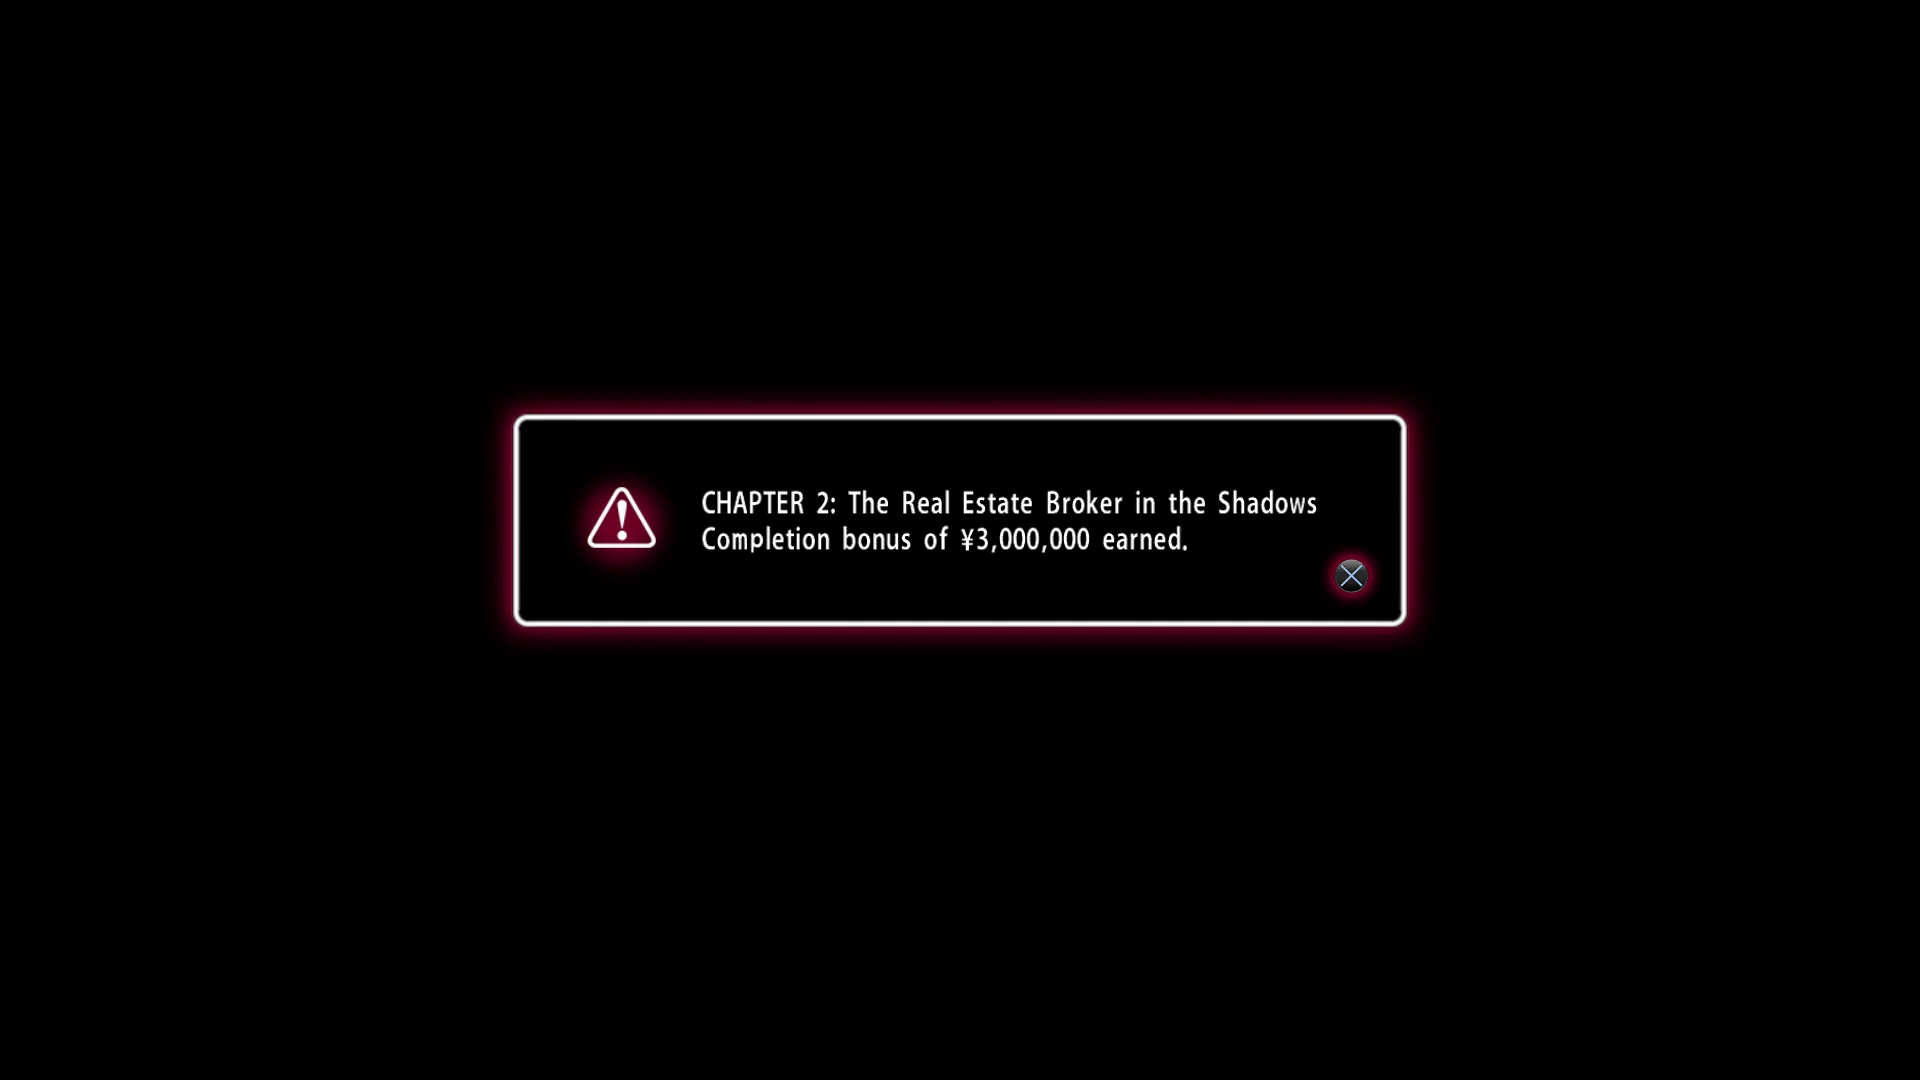 CHAPTER 2: The Real Estate Broker in the Shadows
Completion bonus of ¥3,000,000 earned.